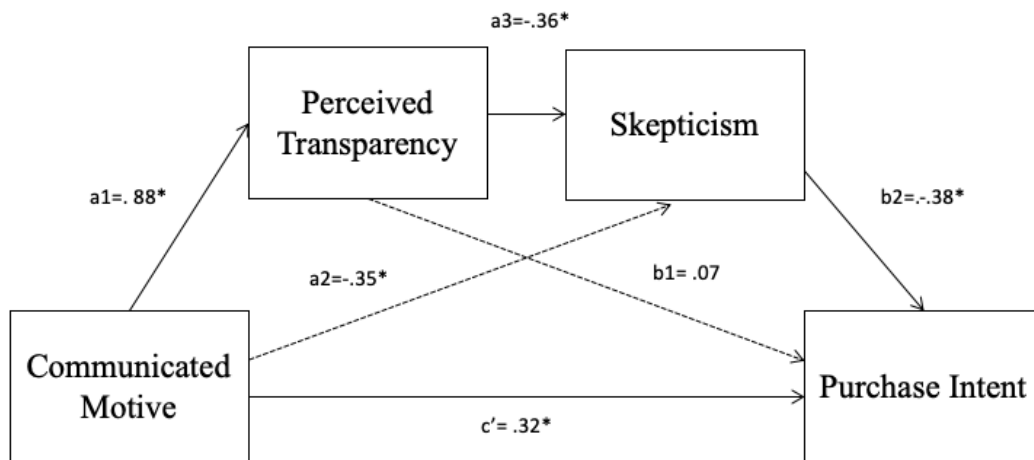 a3=-.36*
Perceived
Transparency
Skepticism
a1=. 88*
b2=.-.38*
a2=-.35*
b1= .07
Communicated
Motive
Purchase Intent
c’= .32*